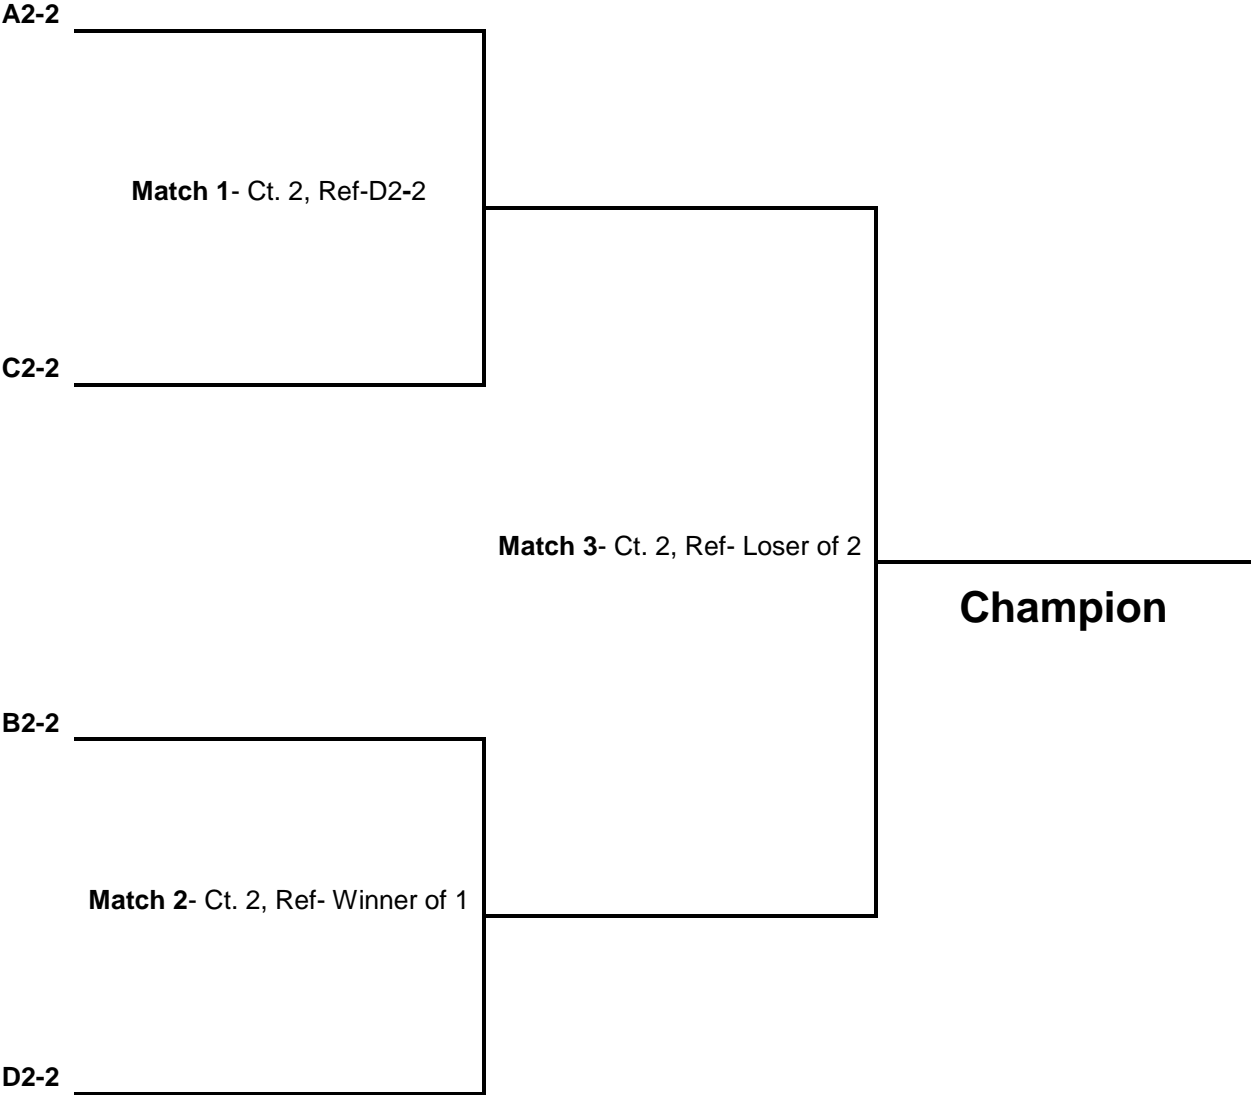 A2-2
Match 1- Ct. 2, Ref-D2-2
C2-2
Match 3- Ct. 2, Ref- Loser of 2
Champion
B2-2
Match 2- Ct. 2, Ref- Winner of 1
D2-2